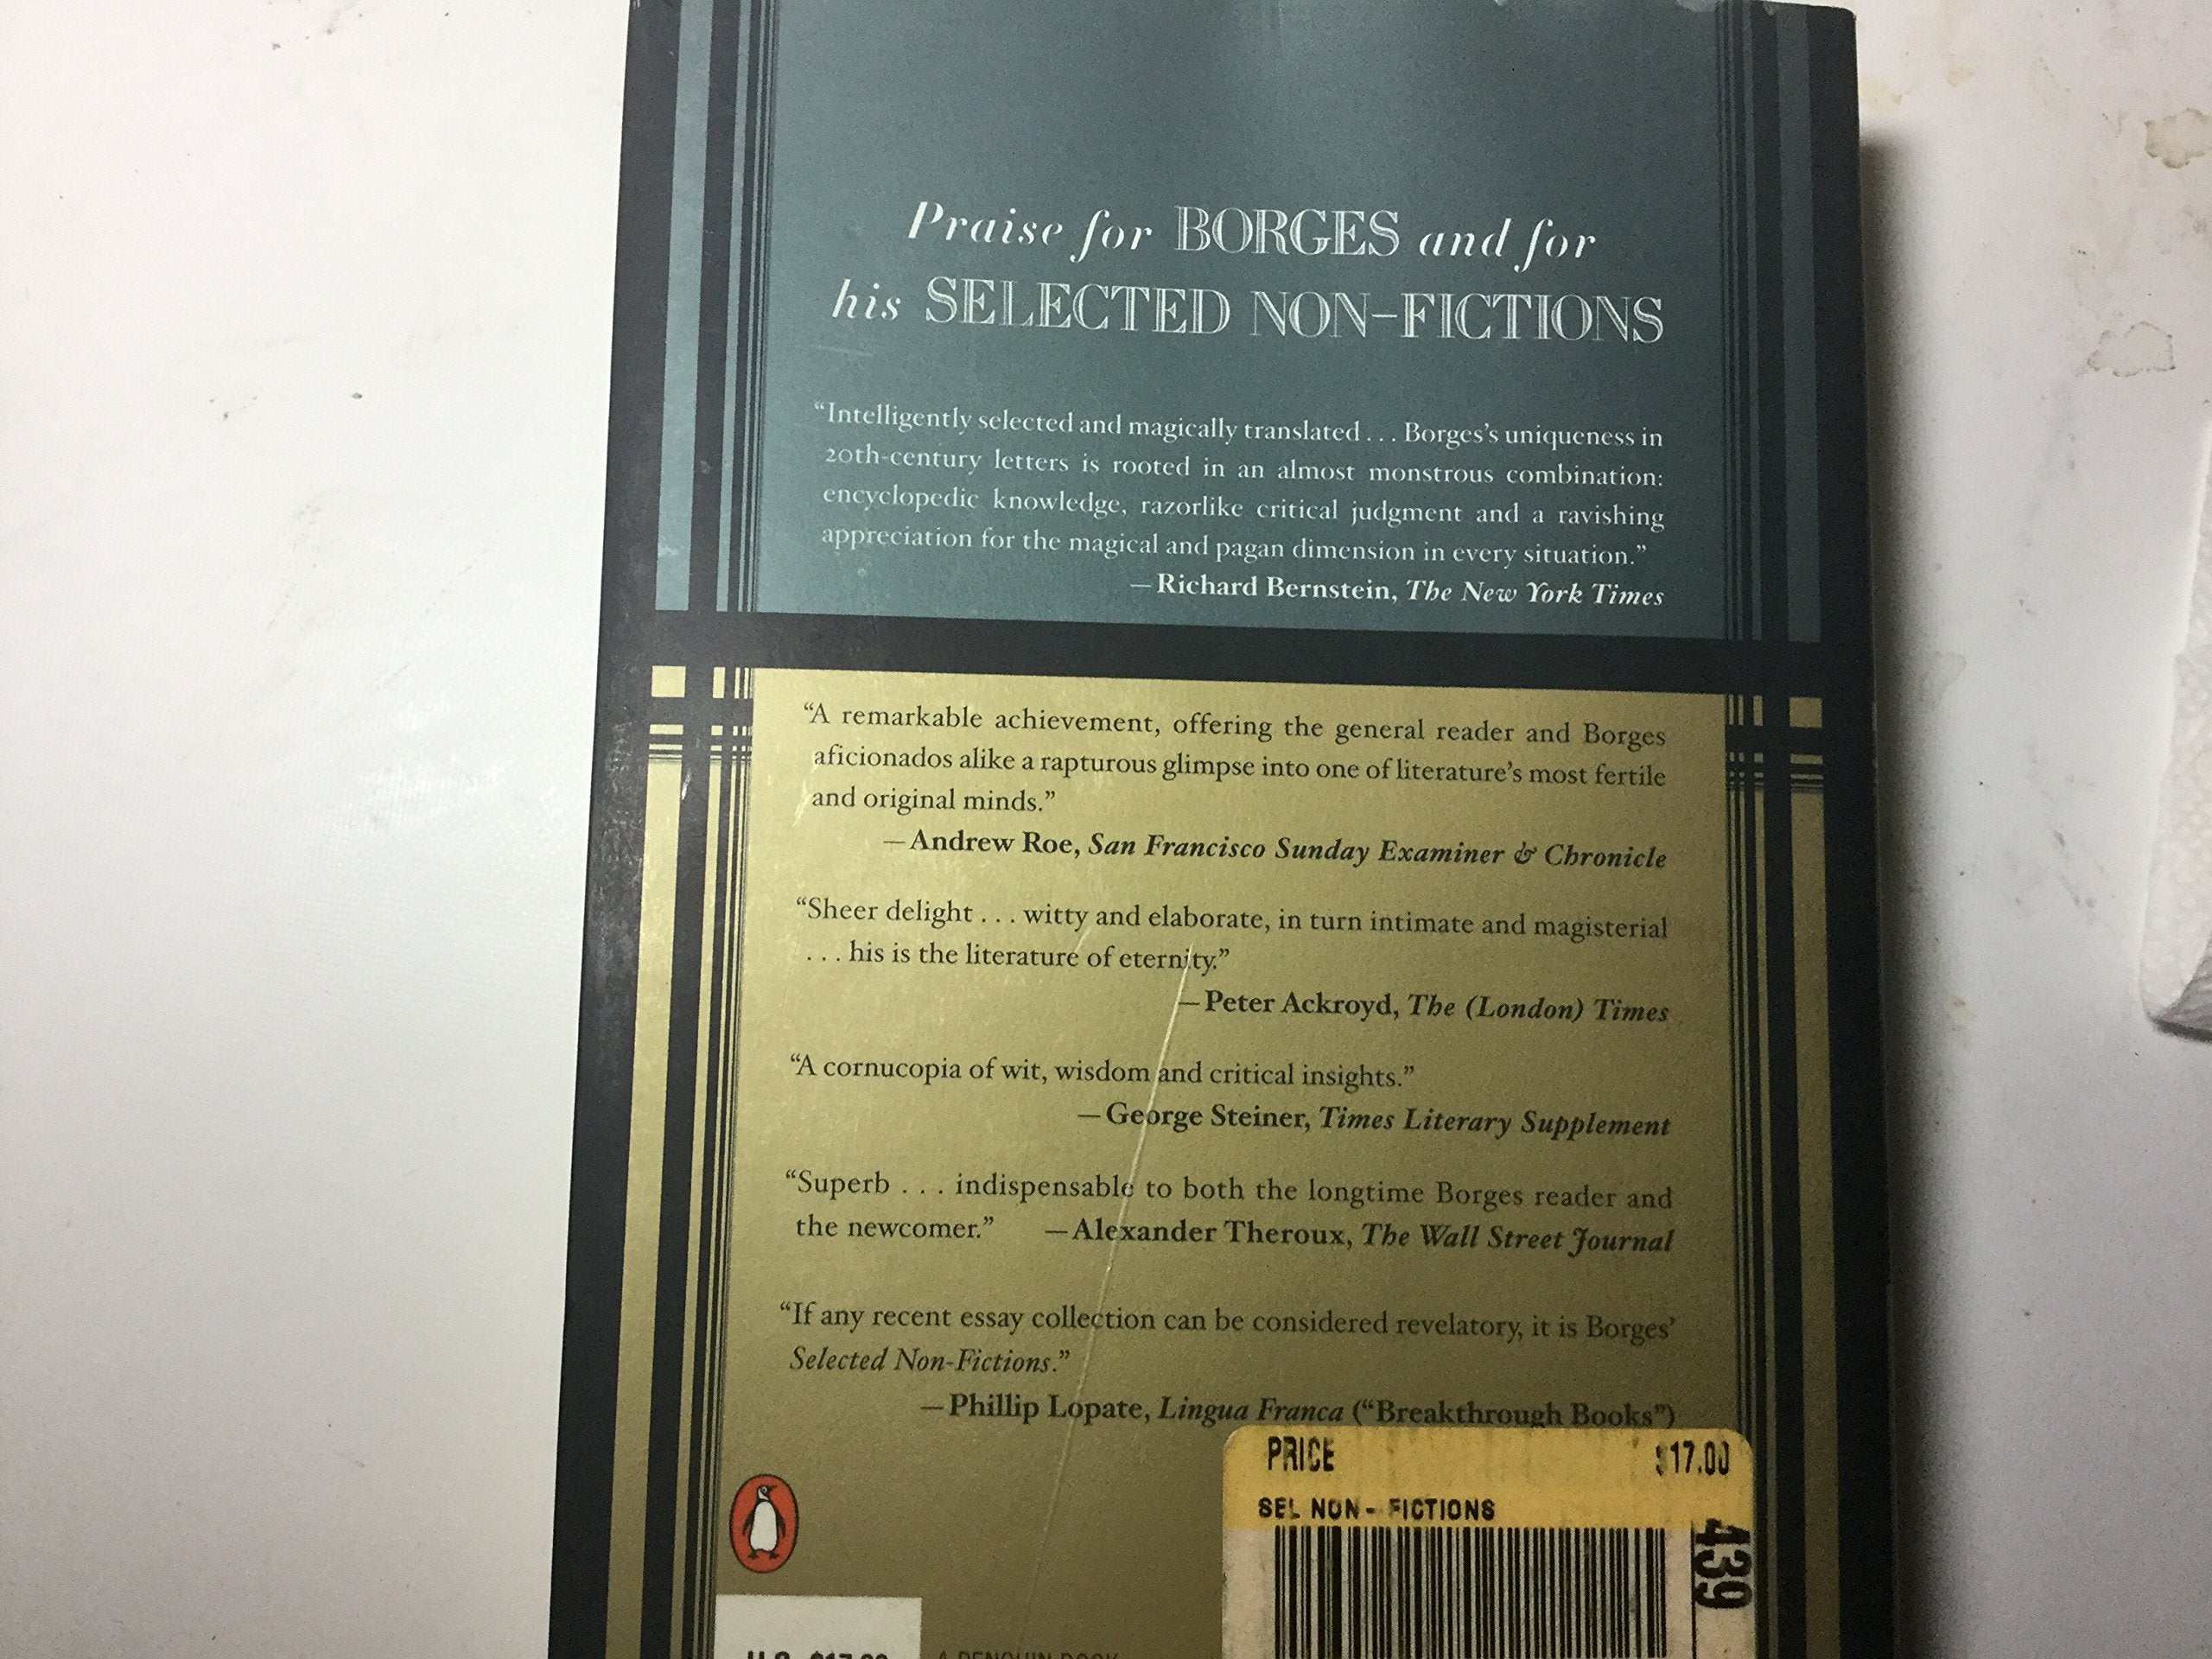 Praise for BORGES and for
his SELECTED NON–FICTIONS
“Intelligently selected and magically translated . . . Borges’s uniqueness in
20th-century letters is rooted in an almost monstrous combination:
encyclopedic knowledge, razorlike critical judgment and a ravishing
appreciation for the magical and pagan dimension in every situation.”
—Richard Bernstein, The New York Times
“A remarkable achievement, offering the general reader and Borges
aficionados alike a rapturous glimpse into one of literature’s most fertile
and original minds.”
—Andrew Roe, San Francisco Sunday Examiner & Chronicle
“Sheer delight . . . witty and elaborate, in turn intimate and magisterial
. . . his is the literature of eternity.”
—Peter Ackroyd, The (London) Times
“A cornucopia of wit, wisdom and critical insights.”
—George Steiner, Times Literary Supplement
“Superb . . . indispensable to both the longtime Borges reader and
the newcomer.” —Alexander Theroux, The Wall Street Journal
“If any recent essay collection can be considered revelatory, it is Borges’
Selected Non-Fictions.”
—Phillip Lopate, Lingua Franca (“Breakthrough Books”)
PRICE $17.00
SEL NON - FICTIONS
439
A PENGUIN BOOK